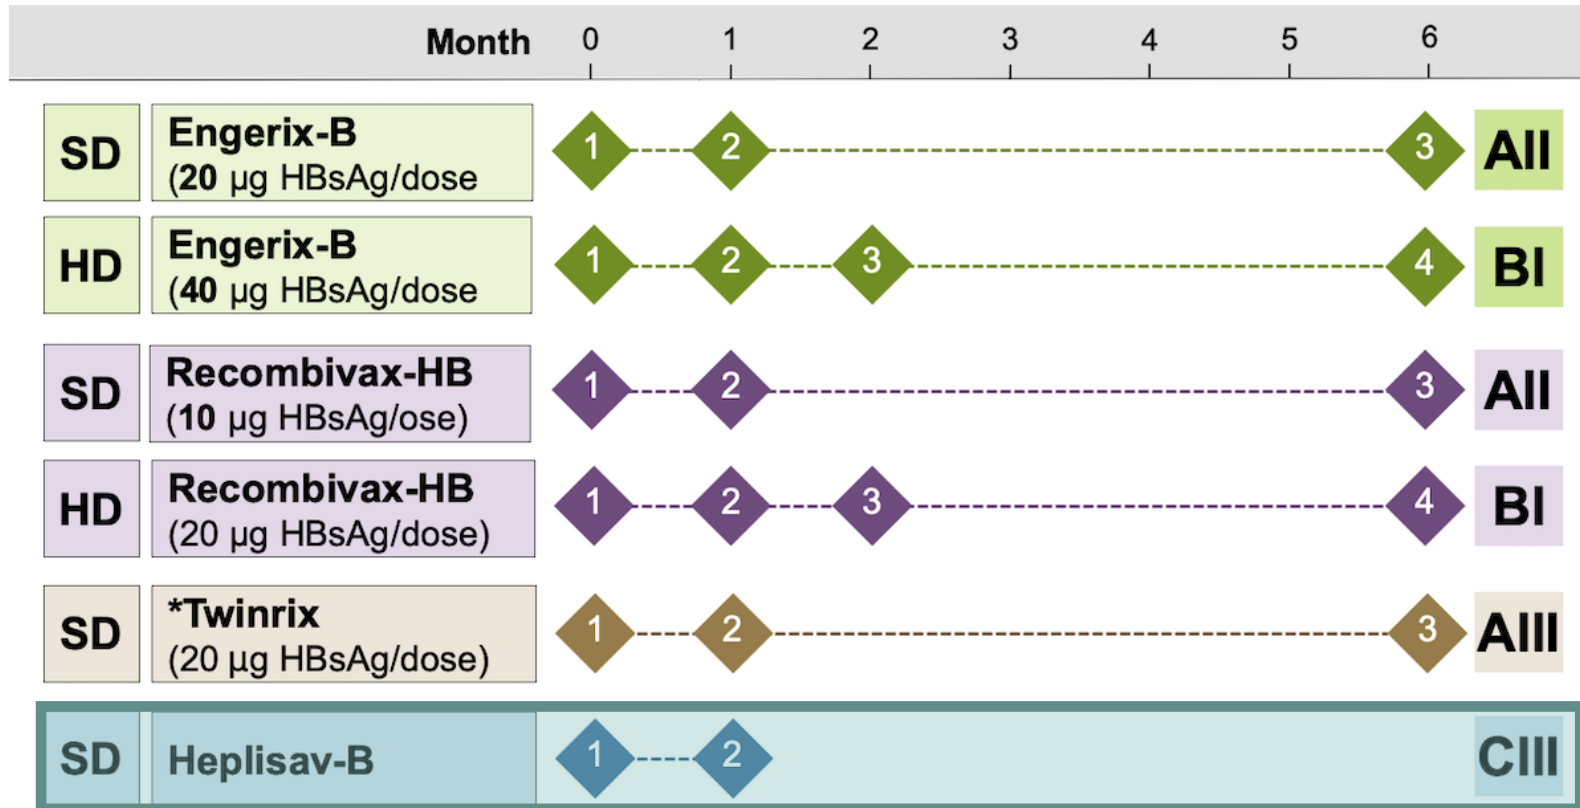 Month 0 1 2 3 4 5 6
SD Engerix-B 1 2 3 AII
(20 µg HBsAg/dose
HD Engerix-B 1 2 3 4 BI
(40 µg HBsAg/dose
SD Recombivax-HB 1 2 3 AII
(10 µg HBsAg/ose)
HD Recombivax-HB 1 2 3 4 BI
(20 µg HBsAg/dose)
SD *Twinrix 1 2 3 AIII
(20 µg HBsAg/dose)
SD Heplisav-B 1 2 CIII